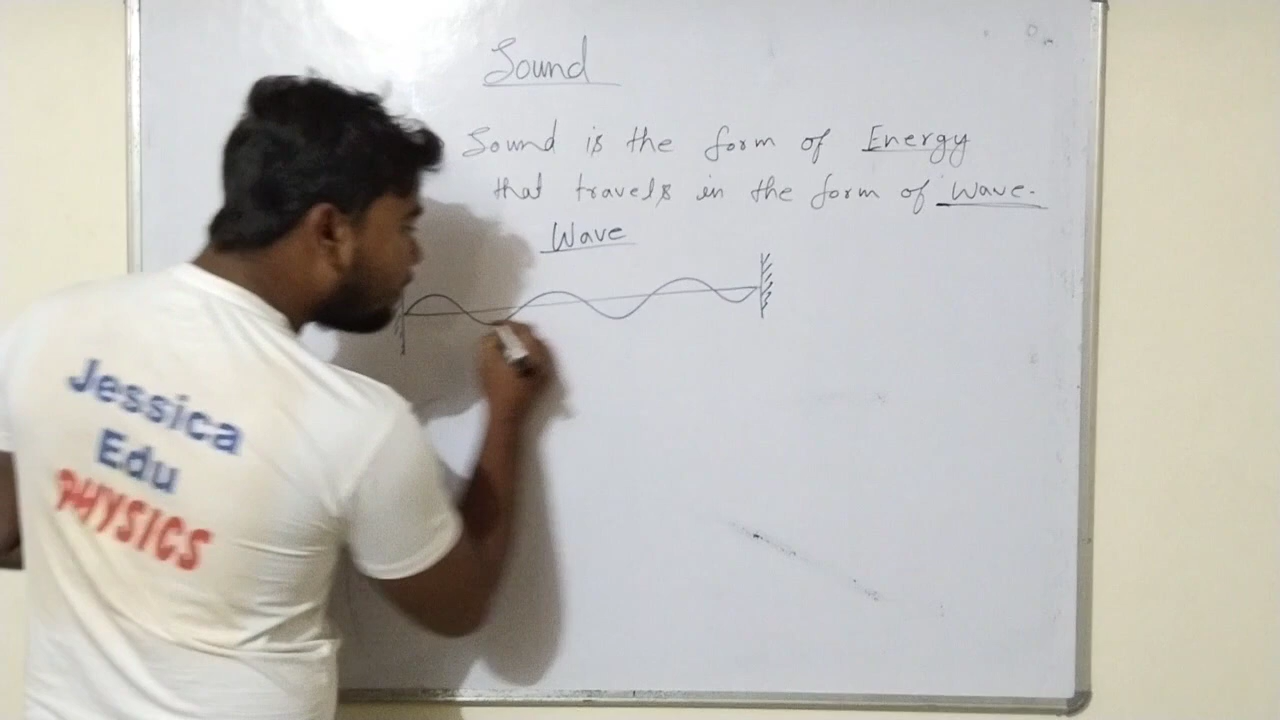 Sound
Sound is the form of Energy
that travels in the form of Wave.
Wave
Jessica
Edu
PHYSICS